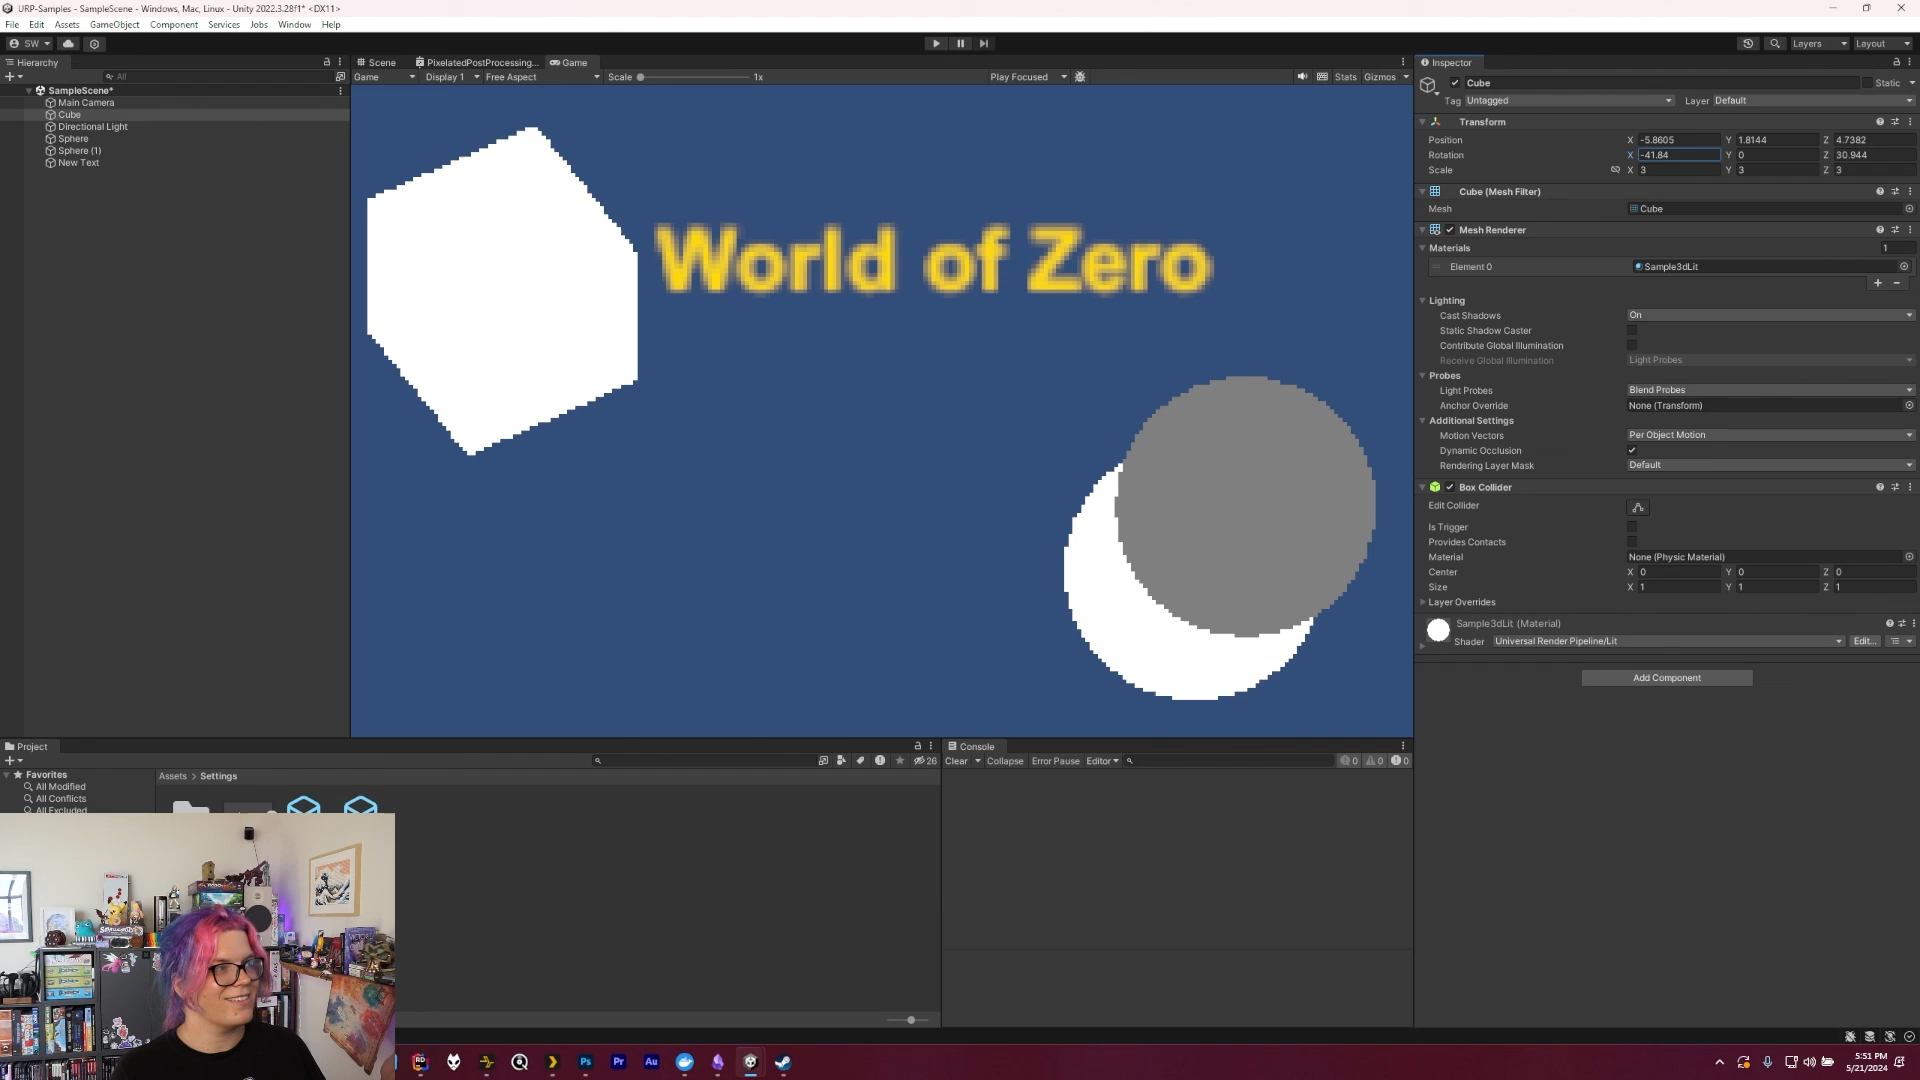 URP-Samples - SampleScene - Windows, Mac, Linux - Unity 2022.3.28f1* <DX11>
File Edit Assets GameObject Component Services Jobs Window Help
SW Layers Layout
Hierarchy Scene PixelatedPostProcessing... Game Inspector
All Game Display 1 Free Aspect Scale 1x Play Focused Stats Gizmos
SampleScene*
Main Camera
Cube
Directional Light
Sphere
Sphere (1)
New Text
World of Zero
Cube Static
Tag Untagged Layer Default
Transform
Position X -5.8605 Y 1.8144 Z 4.7382
Rotation X -41.84 Y 0 Z 30.944
Scale X 3 Y 3 Z 3
Cube (Mesh Filter)
Mesh Cube
Mesh Renderer
Materials 1
Element 0 Sample3dLit
Lighting
Cast Shadows On
Static Shadow Caster
Contribute Global Illumination
Receive Global Illumination Light Probes
Probes
Light Probes Blend Probes
Anchor Override None (Transform)
Additional Settings
Motion Vectors Per Object Motion
Dynamic Occlusion
Rendering Layer Mask Default
Box Collider
Edit Collider
Is Trigger
Provides Contacts
Material None (Physic Material)
Center X 0 Y 0 Z 0
Size X 1 Y 1 Z 1
Layer Overrides
Sample3dLit (Material)
Shader Universal Render Pipeline/Lit Edit...
Add Component
Project
26
Favorites
All Modified
All Conflicts
All Excluded
Assets > Settings
Console
Clear Collapse Error Pause Editor 0 0 0
RD Ps Pr Au
5:51 PM
5/21/2024